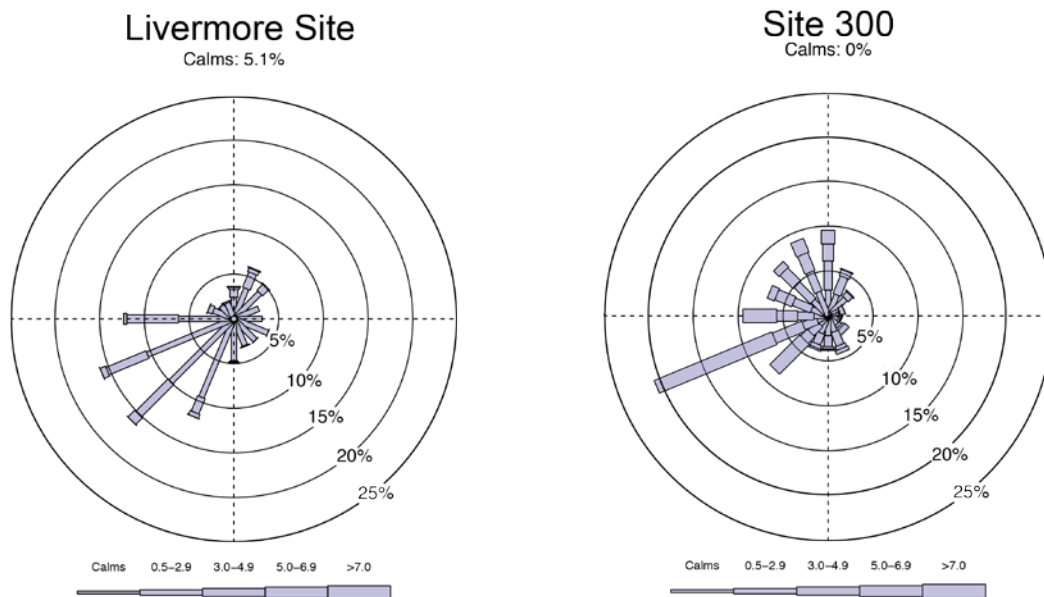 Livermore Site
Calms: 5.1%
5%
10%
15%
20%
25%
Calms 0.5–2.9 3.0–4.9 5.0–6.9 >7.0
Site 300
Calms: 0%
5%
10%
15%
20%
25%
Calms 0.5–2.9 3.0–4.9 5.0–6.9 >7.0